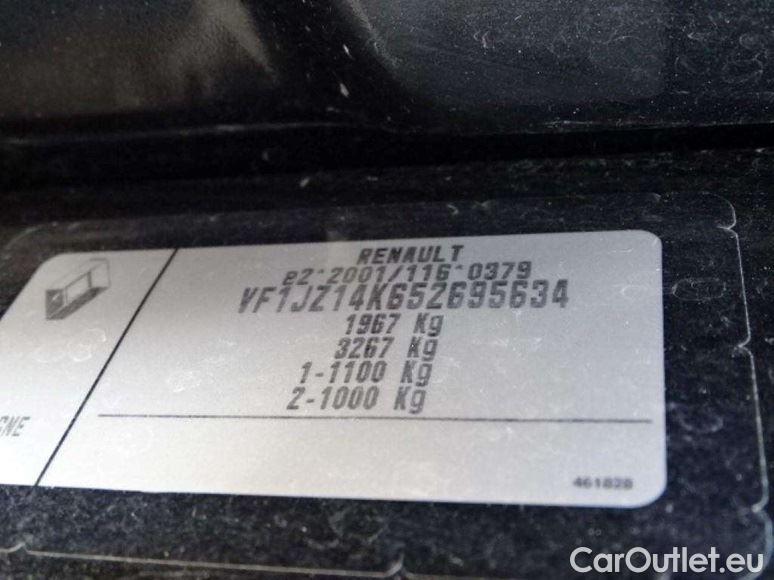 RENAULT
e2*2001/116*0379
VF1JZ14K652695634
1967 Kg
3267 Kg
1-1100 Kg
2-1000 Kg
GNE
461828
CarOutlet.eu